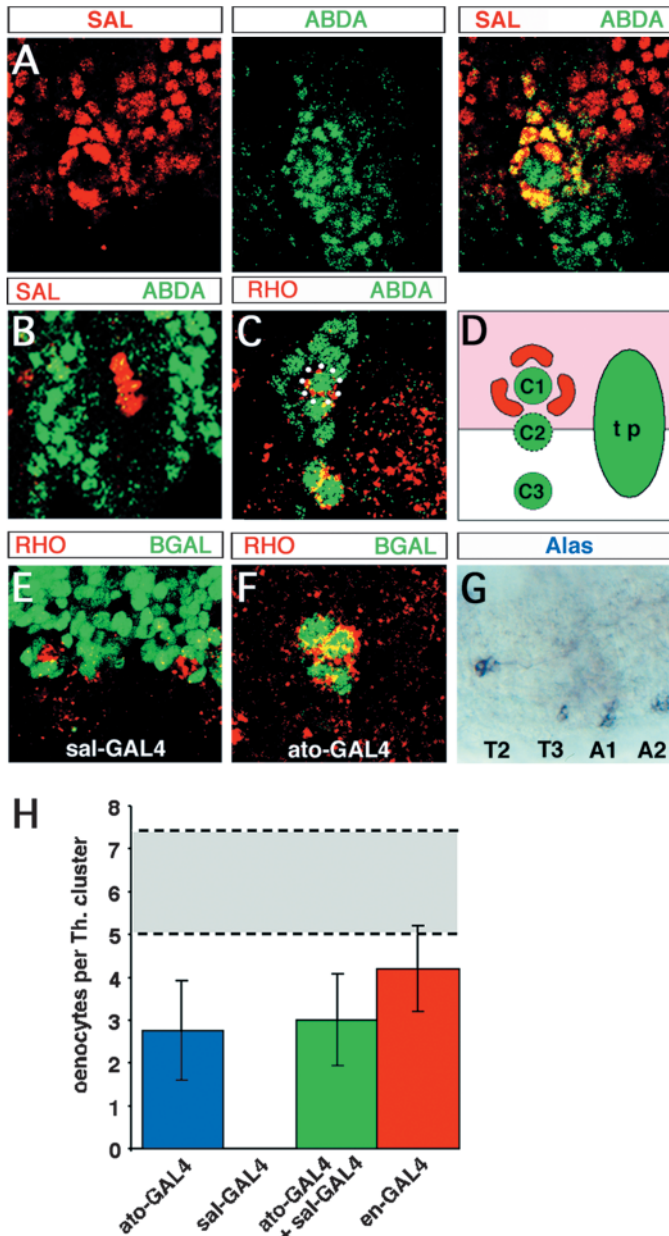 SAL
ABDA
SAL ABDA
A
SAL ABDA
RHO ABDA
B
C
D
C1
C2
C3
t p
RHO BGAL
RHO BGAL
Alas
E
F
G
sal-GAL4
ato-GAL4
T2 T3 A1 A2
H
oenocytes per Th. cluster
8
7
6
5
4
3
2
1
0
ato-GAL4
sal-GAL4
ato-GAL4
+ sal-GAL4
en-GAL4